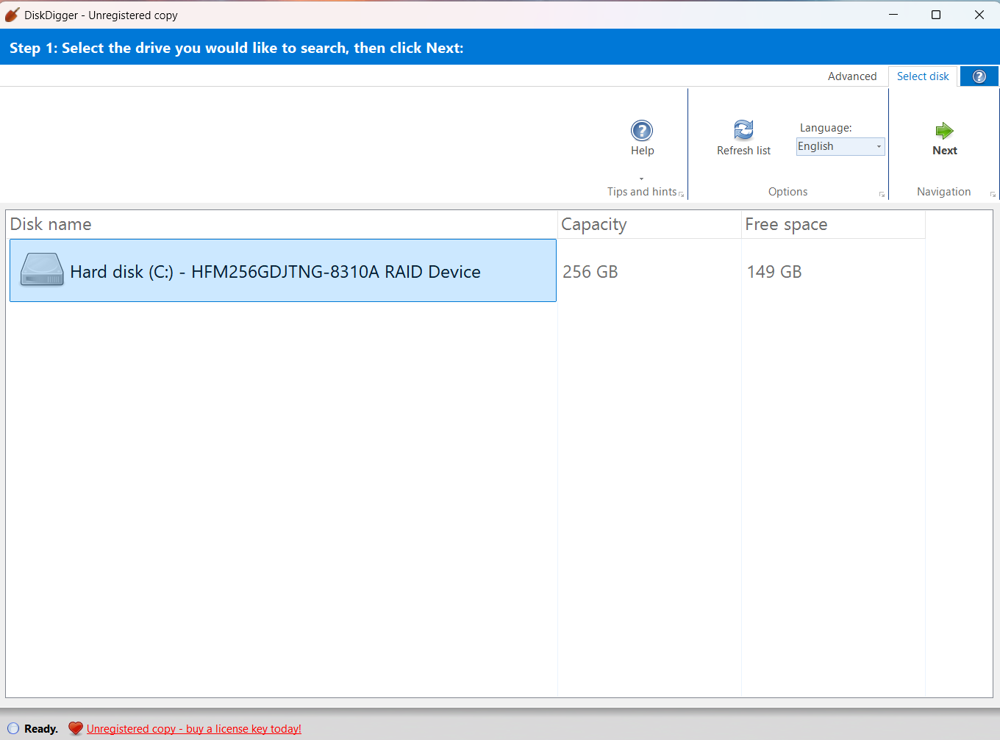 DiskDigger - Unregistered copy
Step 1: Select the drive you would like to search, then click Next:
Advanced
Select disk
?
?
Help
Tips and hints
Refresh list
Language:
English
Options
Next
Navigation
Disk name
Capacity
Free space
Hard disk (C:) - HFM256GDJTNG-8310A RAID Device
256 GB
149 GB
Ready.
Unregistered copy - buy a license key today!